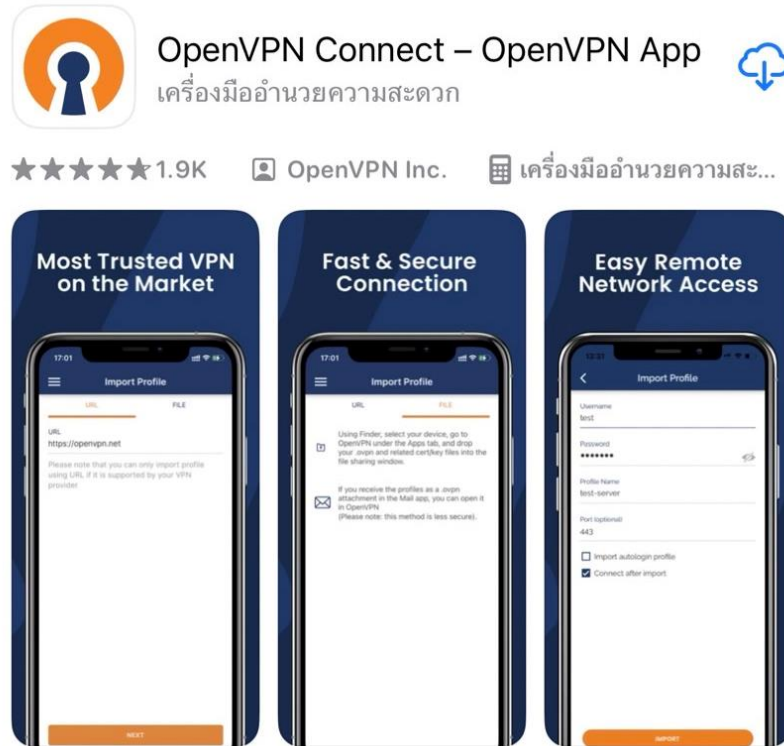 OpenVPN Connect – OpenVPN App
เครื่องมืออำนวยความสะดวก
1.9K
OpenVPN Inc.
เครื่องมืออำนวยความสะ...
Most Trusted VPN
on the Market
17:01
Import Profile
URL
FILE
URL
https://openvpn.net
Please note that you can only import profile
using URL if it is supported by your VPN
provider
NEXT
Fast & Secure
Connection
17:01
Import Profile
URL
FILE
Using Finder, select your device, go to
OpenVPN under the Apps tab, and drop
your .ovpn and related cert/key files into the
file sharing window.
If you receive the profiles as a .ovpn
attachment in the Mail app, you can open it
in OpenVPN
(Please note: this method is less secure).
Easy Remote
Network Access
Import Profile
Username
test
Password
•••••••
Profile Name
test-server
Port (optional)
443
Import autologin profile
Connect after import
IMPORT